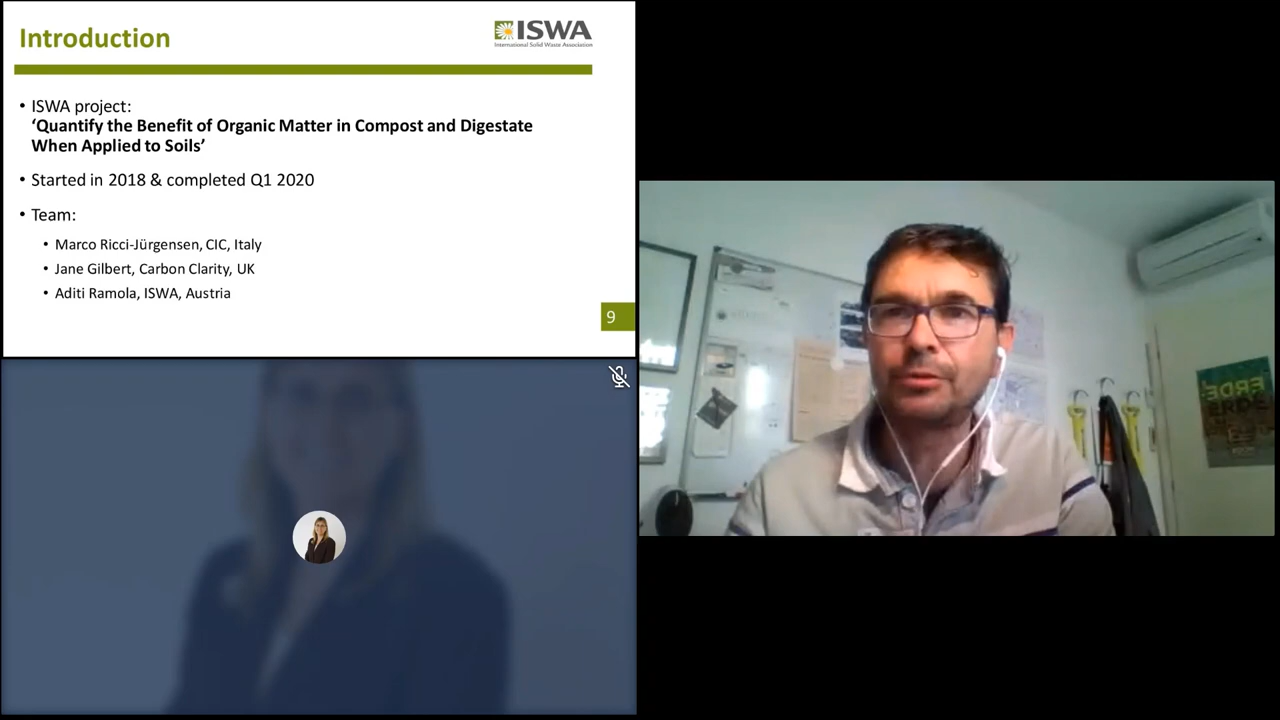 Introduction
ISWA
International Solid Waste Association
• ISWA project:
‘Quantify the Benefit of Organic Matter in Compost and Digestate
When Applied to Soils’
• Started in 2018 & completed Q1 2020
• Team:
• Marco Ricci-Jürgensen, CIC, Italy
• Jane Gilbert, Carbon Clarity, UK
• Aditi Ramola, ISWA, Austria
9
ERDE